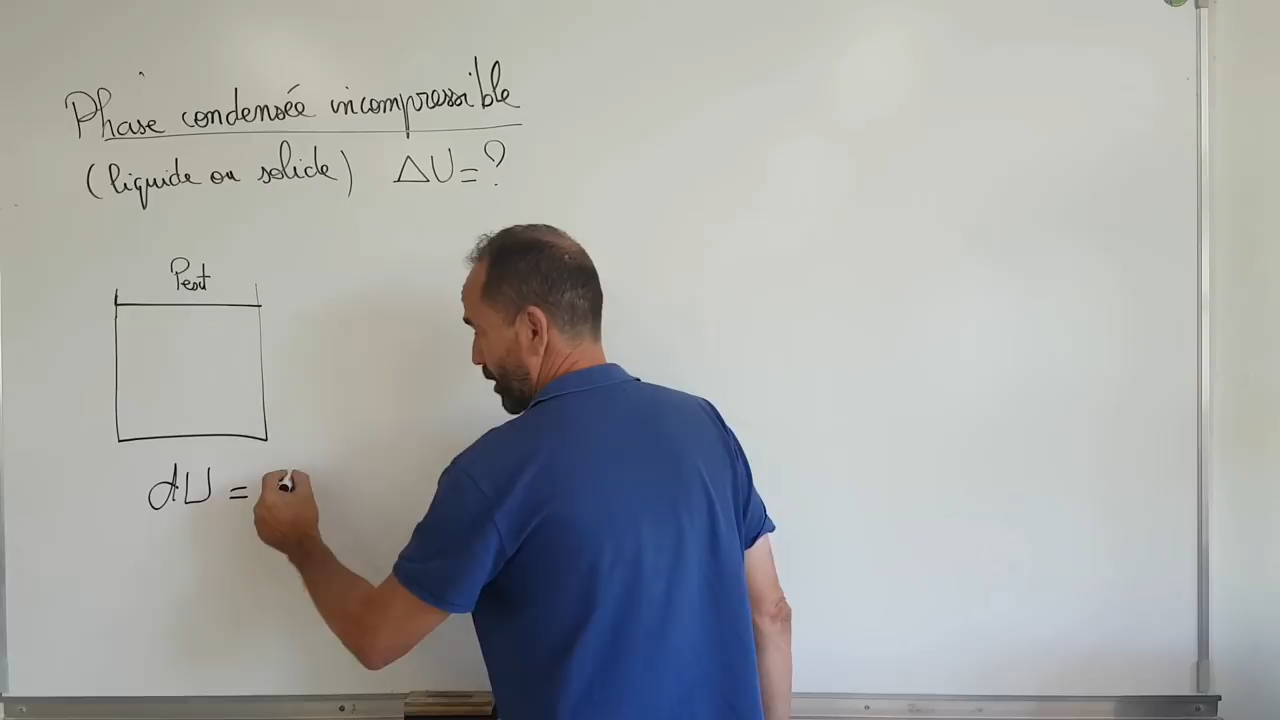 Phase condensée incompressible
(liquide ou solide) ΔU = ?
Pext
dU =